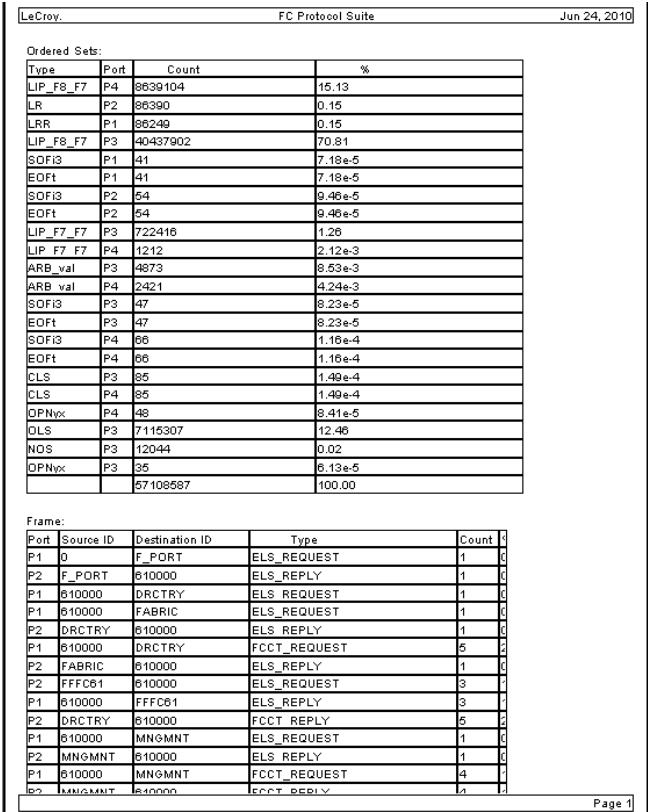 LeCroy. FC Protocol Suite Jun 24, 2010
Ordered Sets:
Type Port Count %
LIP_F8_F7 P4 8639104 15.13
LR P2 86390 0.15
LRR P1 86249 0.15
LIP_F8_F7 P3 40437902 70.81
SOFi3 P1 41 7.18e-5
EOFt P1 41 7.18e-5
SOFi3 P2 54 9.46e-5
EOFt P2 54 9.46e-5
LIP_F7_F7 P3 722416 1.26
LIP_F7_F7 P4 1212 2.12e-3
ARB_val P3 4873 8.53e-3
ARB_val P4 2421 4.24e-3
SOFi3 P3 47 8.23e-5
EOFt P3 47 8.23e-5
SOFi3 P4 66 1.16e-4
EOFt P4 66 1.16e-4
CLS P3 85 1.49e-4
CLS P4 85 1.49e-4
OPNyx P4 48 8.41e-5
OLS P3 7115307 12.46
NOS P3 12044 0.02
OPNyx P3 35 6.13e-5
57108587 100.00
Frame:
Port Source ID Destination ID Type Count
P1 0 F_PORT ELS_REQUEST 1
P2 F_PORT 610000 ELS_REPLY 1
P1 610000 DRCTRY ELS_REQUEST 1
P1 610000 FABRIC ELS_REQUEST 1
P2 DRCTRY 610000 ELS_REPLY 1
P1 610000 DRCTRY FCCT_REQUEST 5
P2 FABRIC 610000 ELS_REPLY 1
P2 FFFC61 610000 ELS_REQUEST 3
P1 610000 FFFC61 ELS_REPLY 3
P2 DRCTRY 610000 FCCT_REPLY 5
P1 610000 MNGMNT ELS_REQUEST 1
P2 MNGMNT 610000 ELS_REPLY 1
P1 610000 MNGMNT FCCT_REQUEST 4
P2 MNGMNT 610000 FCCT_REPLY 4
Page 1